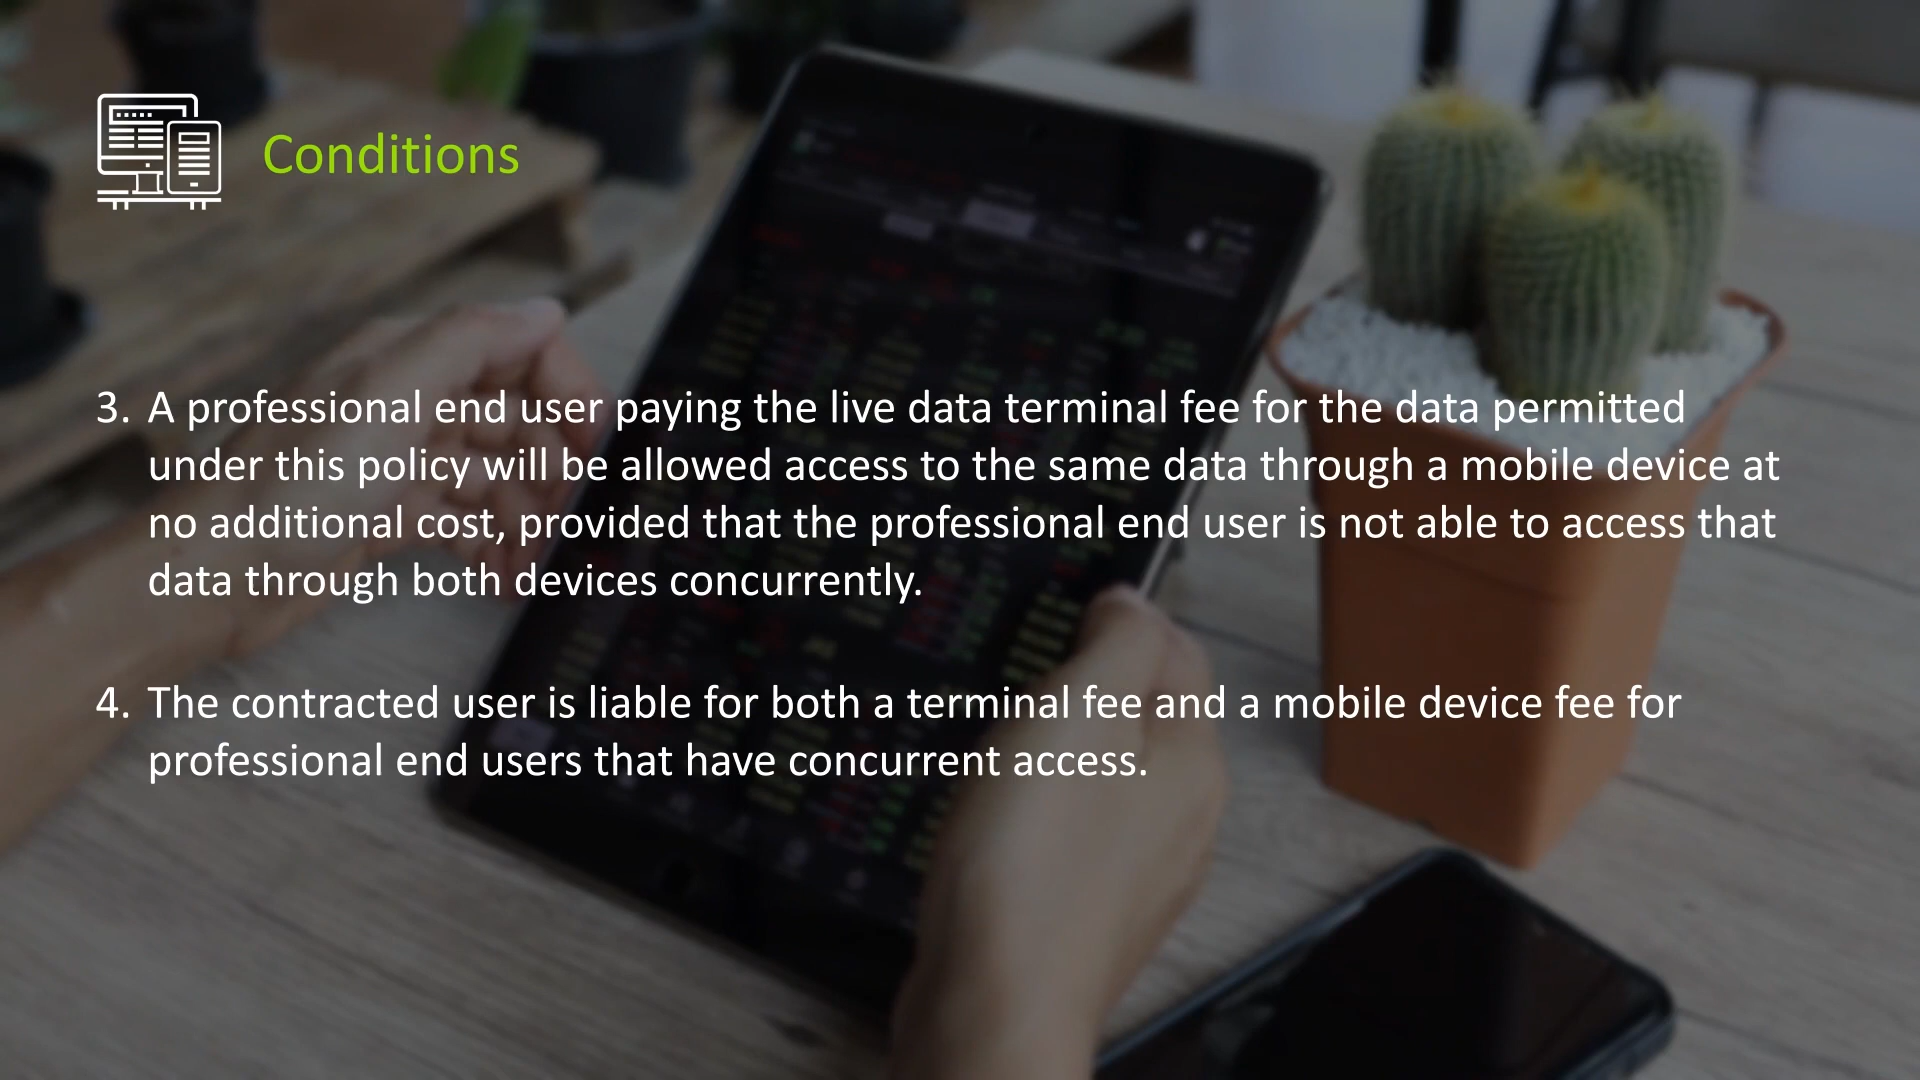 Conditions
3. A professional end user paying the live data terminal fee for the data permitted
under this policy will be allowed access to the same data through a mobile device at
no additional cost, provided that the professional end user is not able to access that
data through both devices concurrently.
4. The contracted user is liable for both a terminal fee and a mobile device fee for
professional end users that have concurrent access.